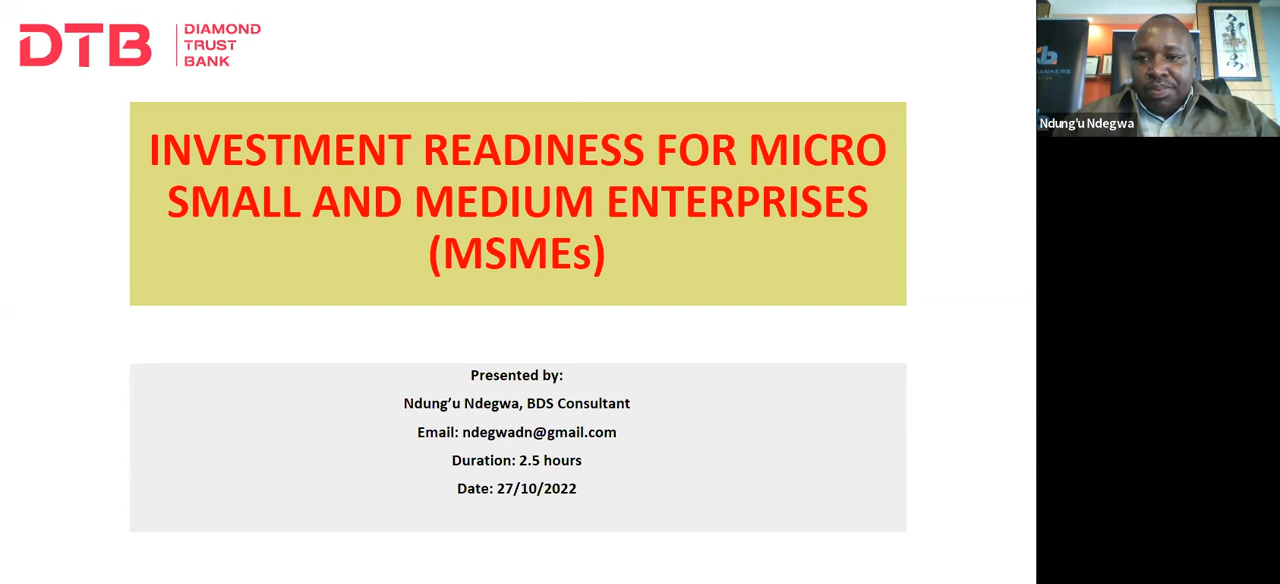 DTB
DIAMOND
TRUST
BANK
INVESTMENT READINESS FOR MICRO
SMALL AND MEDIUM ENTERPRISES
(MSMEs)
Presented by:
Ndung’u Ndegwa, BDS Consultant
Email: ndegwadn@gmail.com
Duration: 2.5 hours
Date: 27/10/2022
Ndung'u Ndegwa